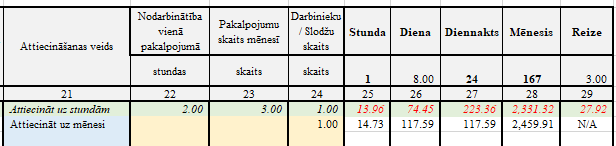 Attiecināšanas veids Nodarbinātība vienā pakalpojumā Pakalpojumu skaits mēnesī Darbinieku / Slodžu skaits Stunda Diena Diennakts Mēnesis Reize
stundas skaits skaits 1 8.00 24 167 3.00
21 22 23 24 25 26 27 28 29
Attiecināt uz stundām 2.00 3.00 1.00 13.96 74.45 223.36 2,331.32 27.92
Attiecināt uz mēnesi 1.00 14.73 117.59 117.59 2,459.91 N/A